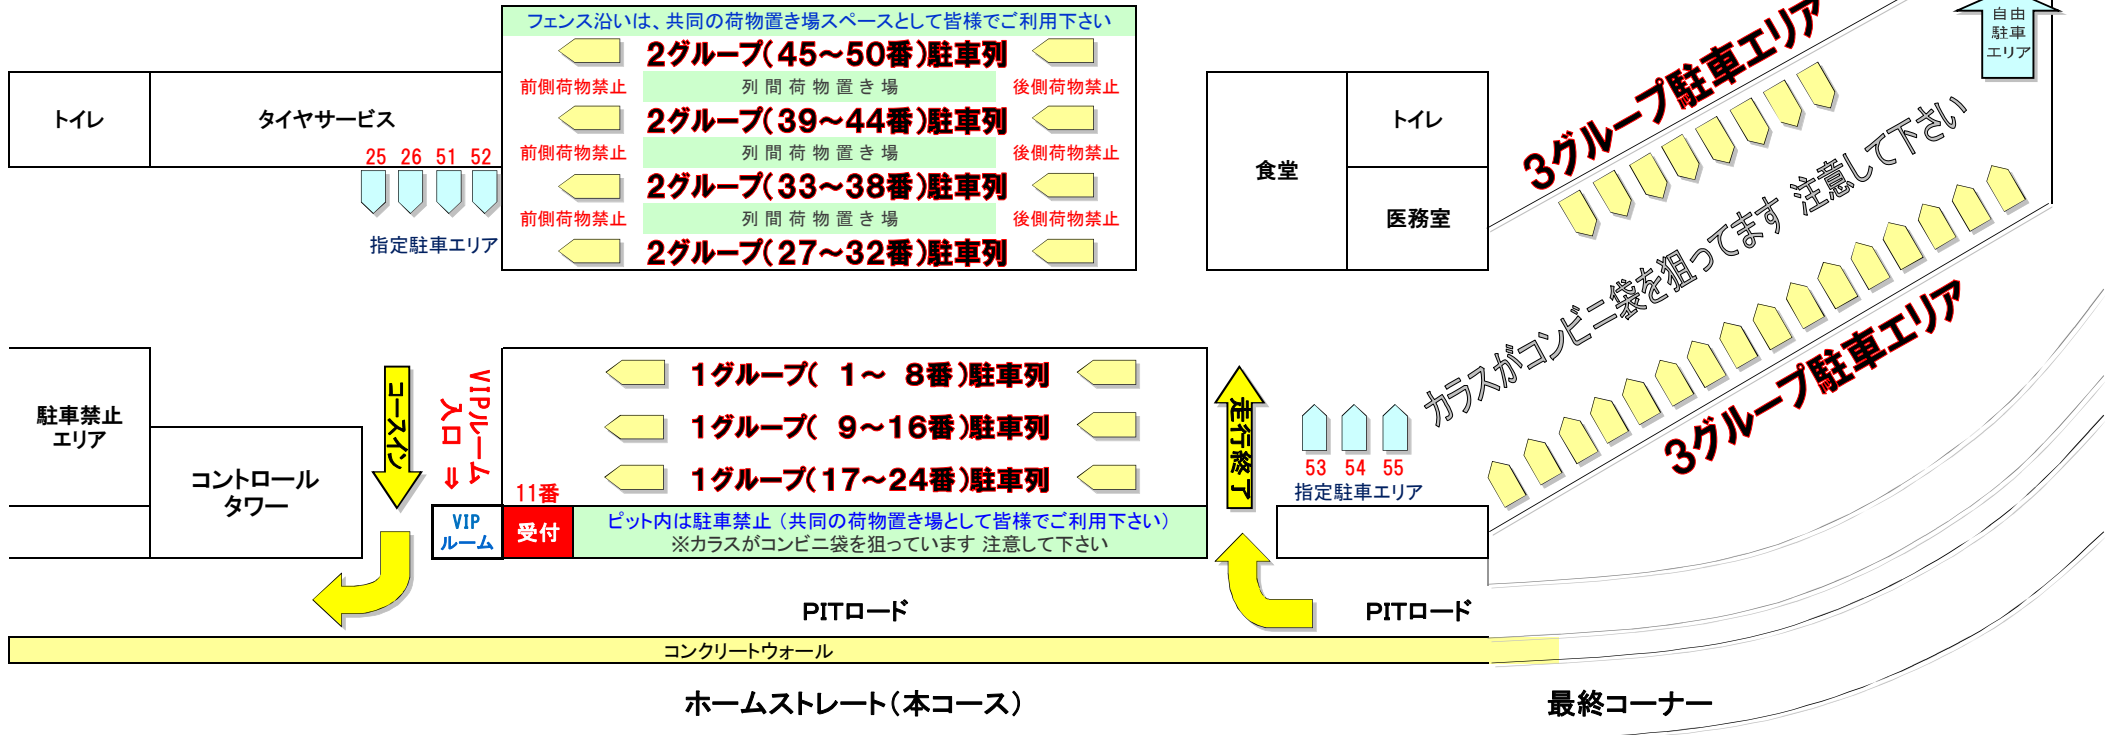 フェンス沿いは、共同の荷物置き場スペースとして皆様でご利用下さい
2グループ(45～50番)駐車列
前側荷物禁止 列間荷物置き場 後側荷物禁止
2グループ(39～44番)駐車列
前側荷物禁止 列間荷物置き場 後側荷物禁止
2グループ(33～38番)駐車列
前側荷物禁止 列間荷物置き場 後側荷物禁止
2グループ(27～32番)駐車列
トイレ
タイヤサービス
25 26 51 52
指定駐車エリア
食堂
トイレ
医務室
自由
駐車
エリア
3グループ駐車エリア
カラスがコンビニ袋を狙ってます 注意して下さい
3グループ駐車エリア
駐車禁止
エリア
コントロール
タワー
コースイン
VIPルーム
入口⇒
1グループ( 1～ 8番)駐車列
1グループ( 9～16番)駐車列
1グループ(17～24番)駐車列
走行終了
53 54 55
指定駐車エリア
11番
VIP
ルーム
受付
ピット内は駐車禁止（共同の荷物置き場として皆様でご利用下さい）
※カラスがコンビニ袋を狙っています 注意して下さい
PITロード
PITロード
コンクリートウォール
ホームストレート(本コース)
最終コーナー